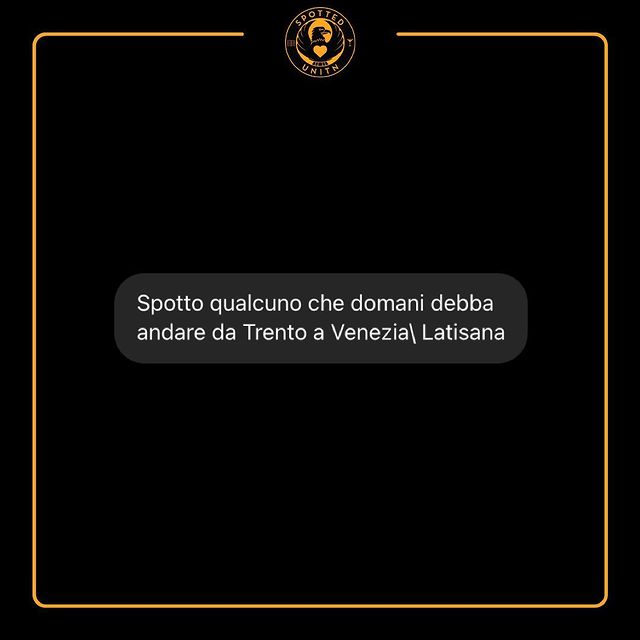 SPOTTED
UNITN
Spotto qualcuno che domani debba
andare da Trento a Venezia\ Latisana